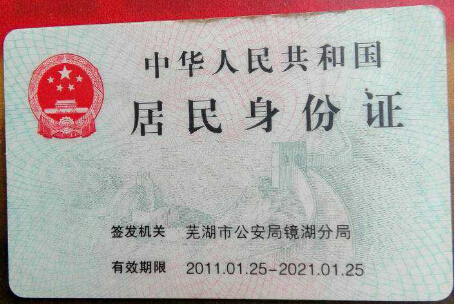 中华人民共和国
居民身份证
签发机关 芜湖市公安局镜湖分局
有效期限 2011.01.25-2021.01.25